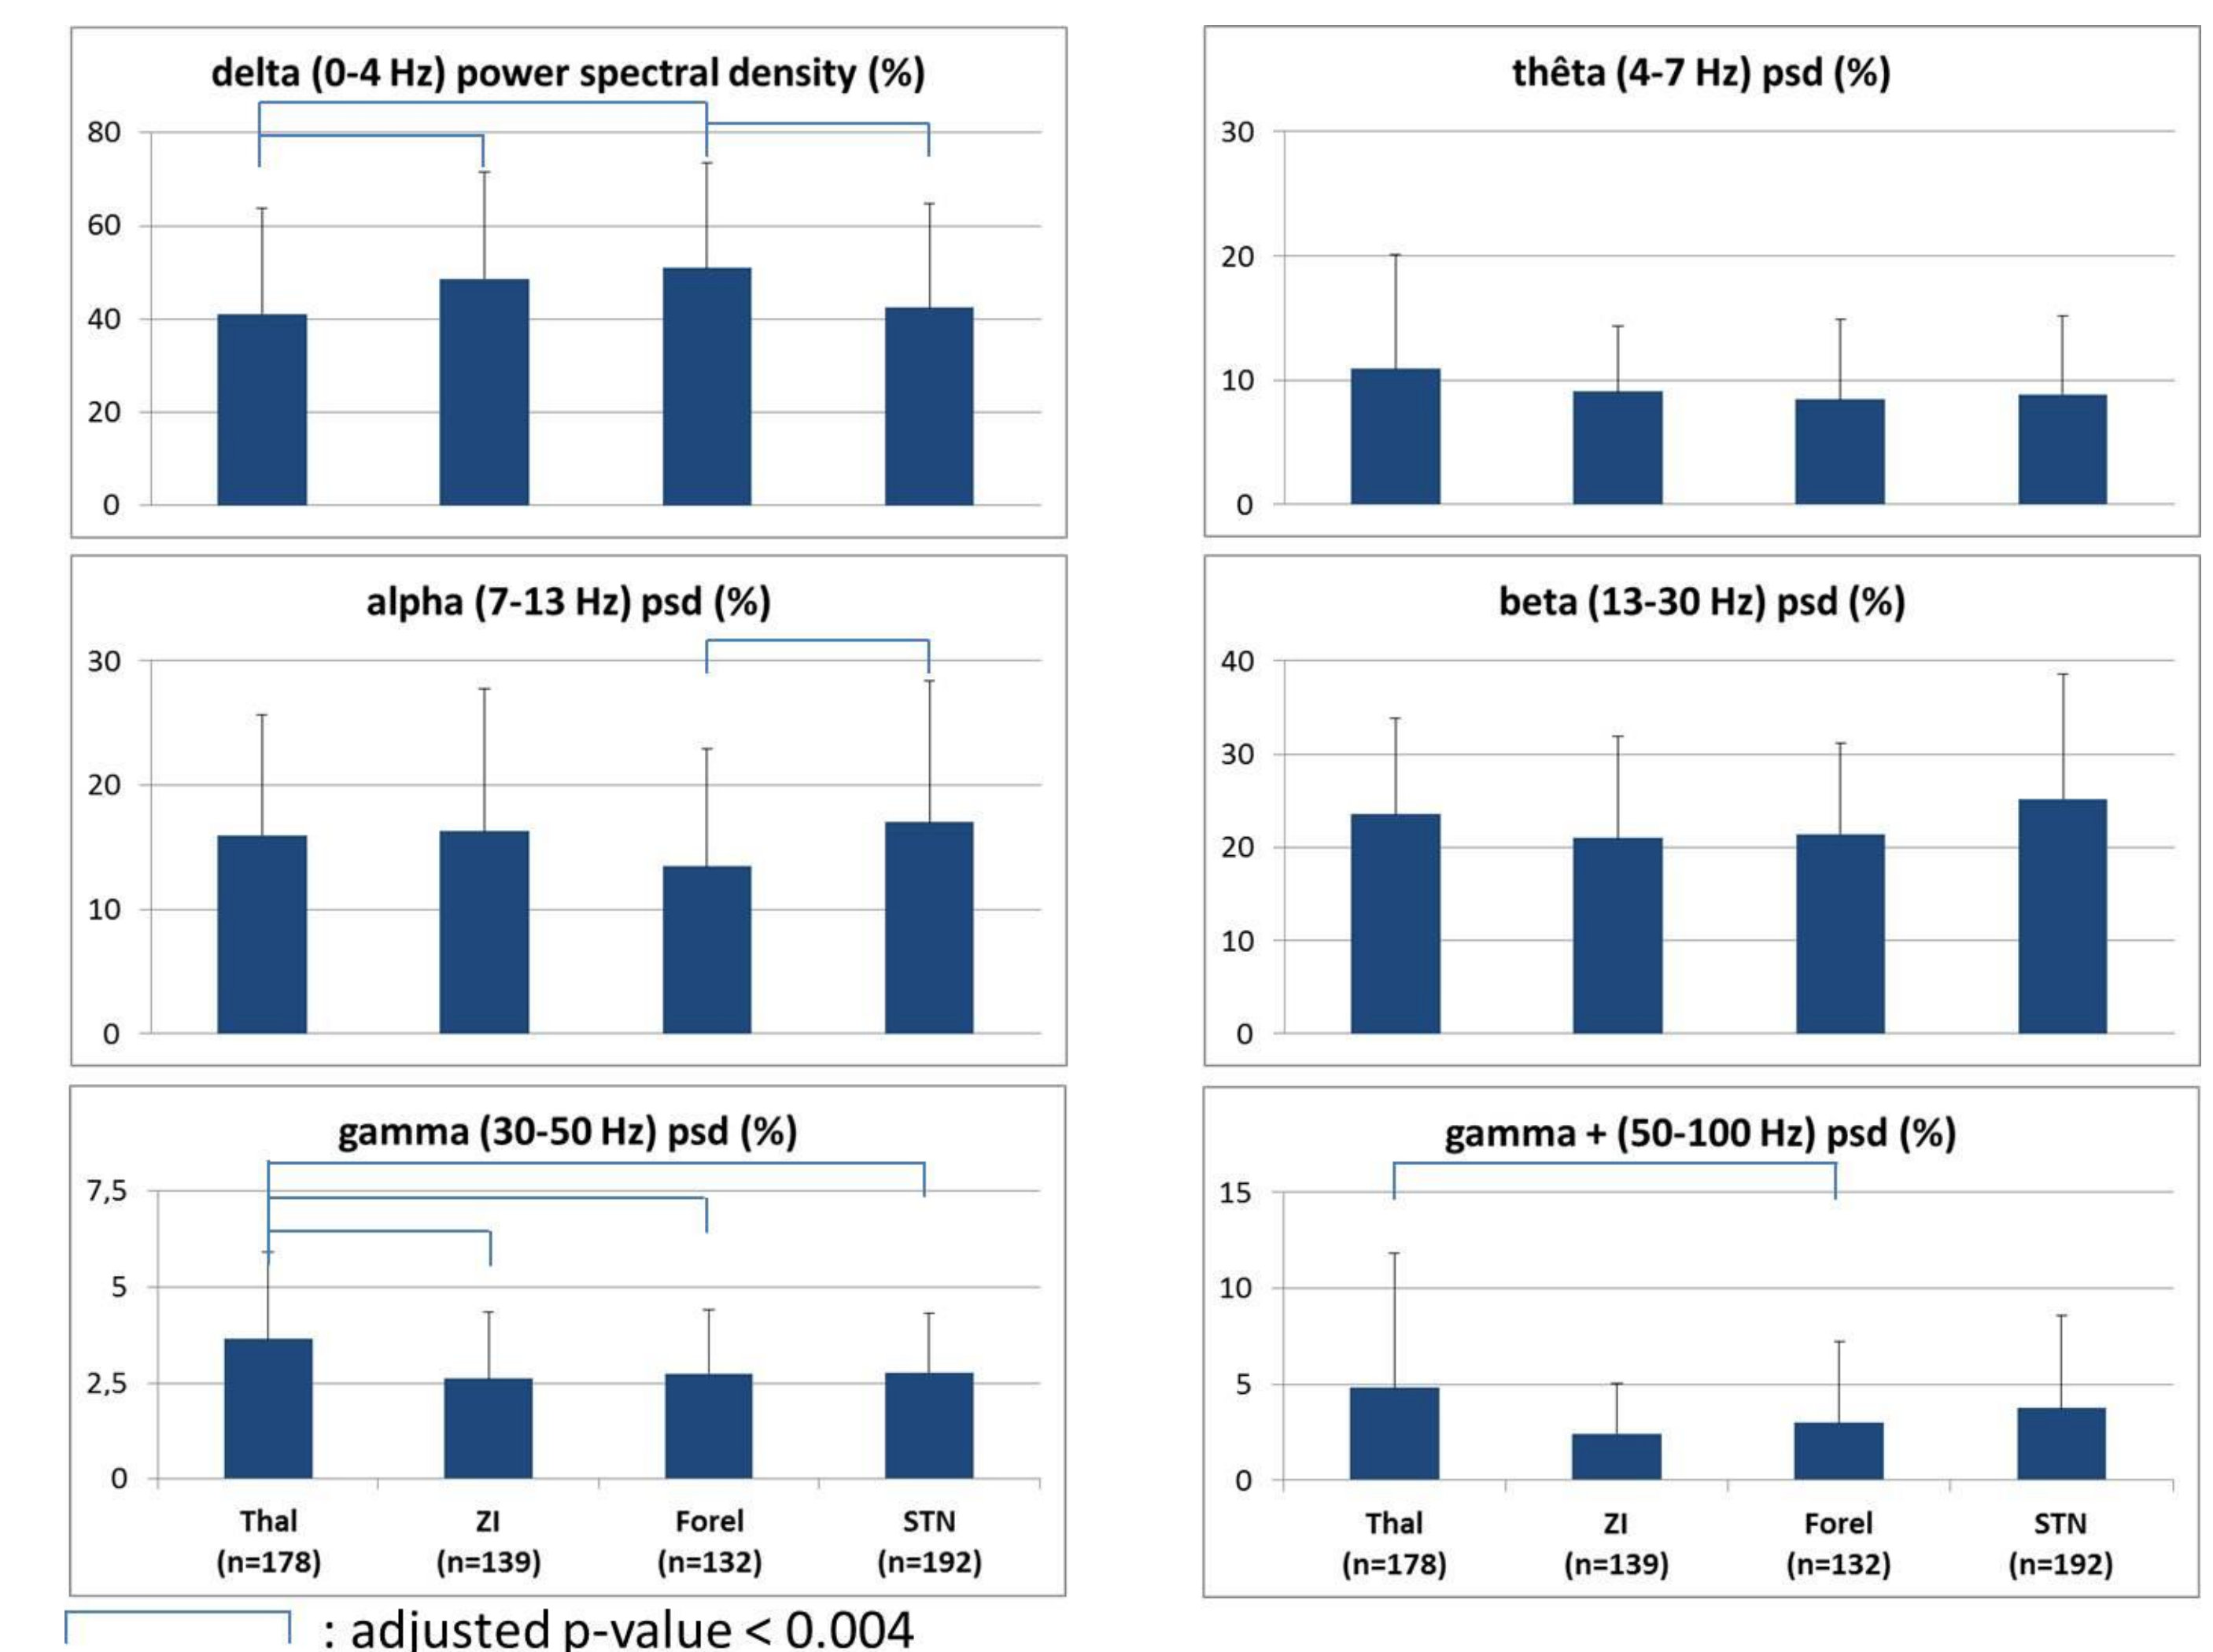 delta (0-4 Hz) power spectral density (%)
80
60
40
20
0
thêta (4-7 Hz) psd (%)
30
20
10
0
alpha (7-13 Hz) psd (%)
30
20
10
0
beta (13-30 Hz) psd (%)
40
30
20
10
0
gamma (30-50 Hz) psd (%)
7,5
5
2,5
0
Thal ZI Forel STN
(n=178) (n=139) (n=132) (n=192)
gamma + (50-100 Hz) psd (%)
15
10
5
0
Thal ZI Forel STN
(n=178) (n=139) (n=132) (n=192)
: adjusted p-value < 0.004